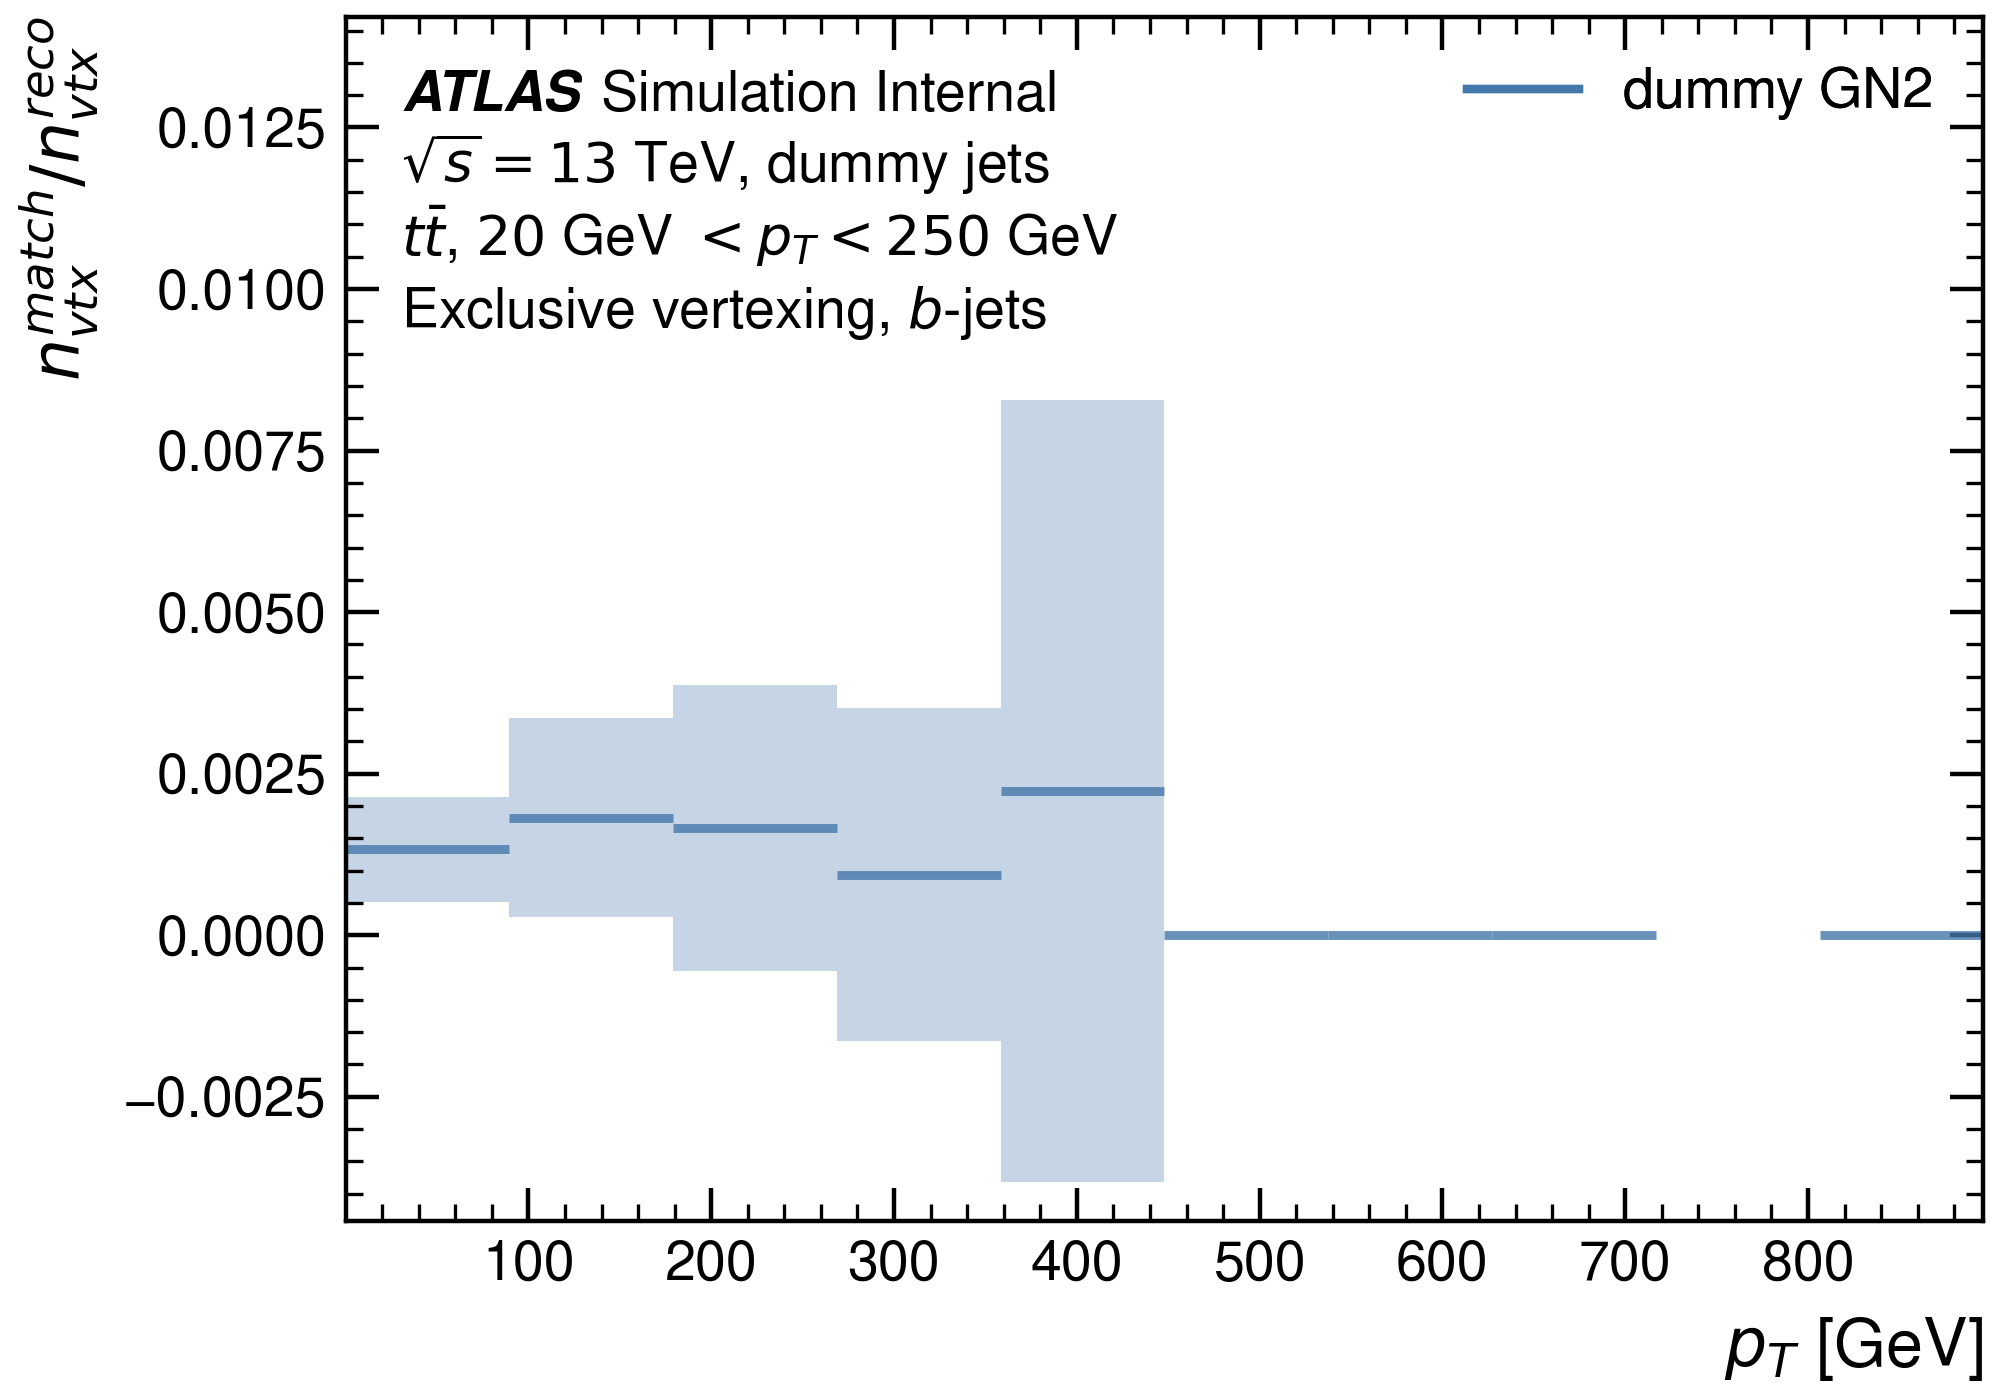 ATLAS Simulation Internal
√s = 13 TeV, dummy jets
tt̄, 20 GeV < p_T < 250 GeV
Exclusive vertexing, b-jets
dummy GN2
n_vtx^match/n_vtx^reco
0.0125
0.0100
0.0075
0.0050
0.0025
0.0000
−0.0025
100 200 300 400 500 600 700 800
p_T [GeV]